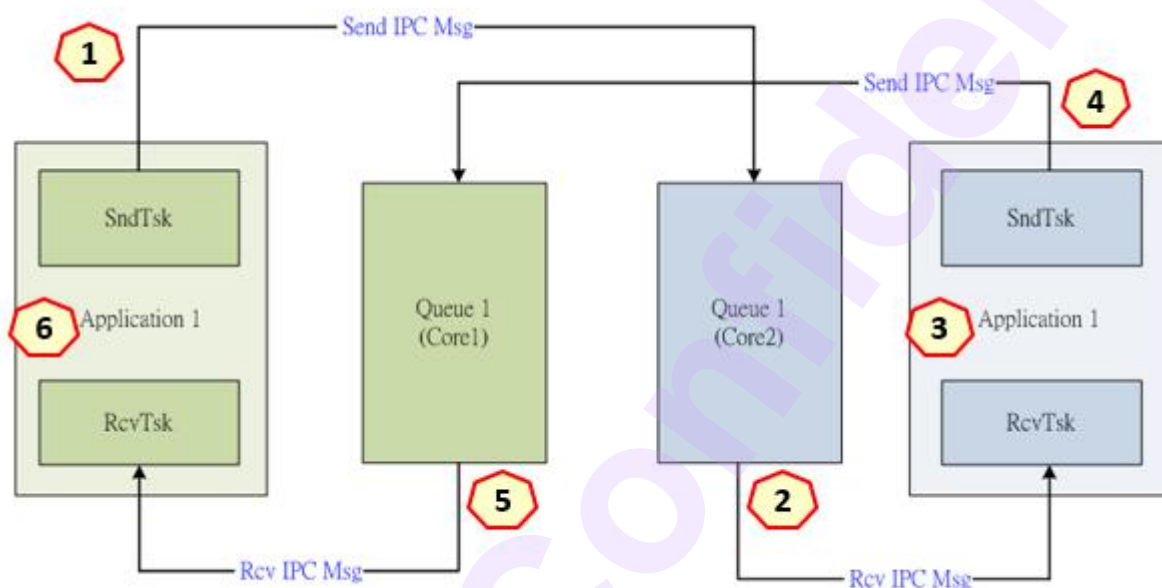 1
Send IPC Msg
Send IPC Msg
4
SndTsk
SndTsk
6
Application 1
Queue 1
(Core1)
Queue 1
(Core2)
3
Application 1
RcvTsk
RcvTsk
5
2
Rcv IPC Msg
Rcv IPC Msg